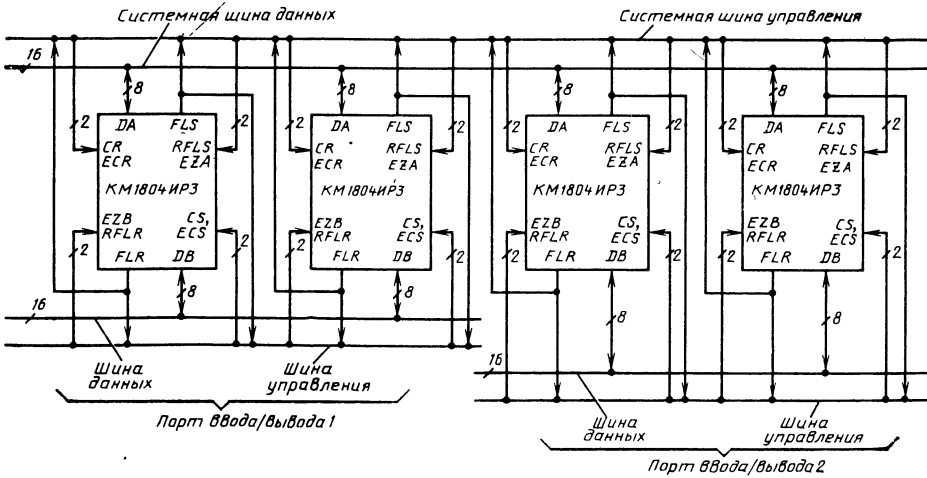 Системная шина данных
Системная шина управления
16
8
8
8
8
2
2
2
2
2
2
2
2
DA FLS
CR RFLS
ECR EZA
КМ1804ИР3
EZB CS,
RFLR ECS
FLR DB
DA FLS
CR RFLS
ECR EZA
КМ1804ИР3
EZB CS,
RFLR ECS
FLR DB
DA FLS
CR RFLS
ECR EZA
КМ1804ИР3
EZB CS,
RFLR ECS
FLR DB
DA FLS
CR RFLS
ECR EZA
КМ1804ИР3
EZB CS,
RFLR ECS
FLR DB
2
2
2
2
2
2
2
2
8
8
8
8
16
16
Шина
данных
Шина
управления
Порт ввода/вывода 1
Шина
данных
Шина
управления
Порт ввода/вывода 2